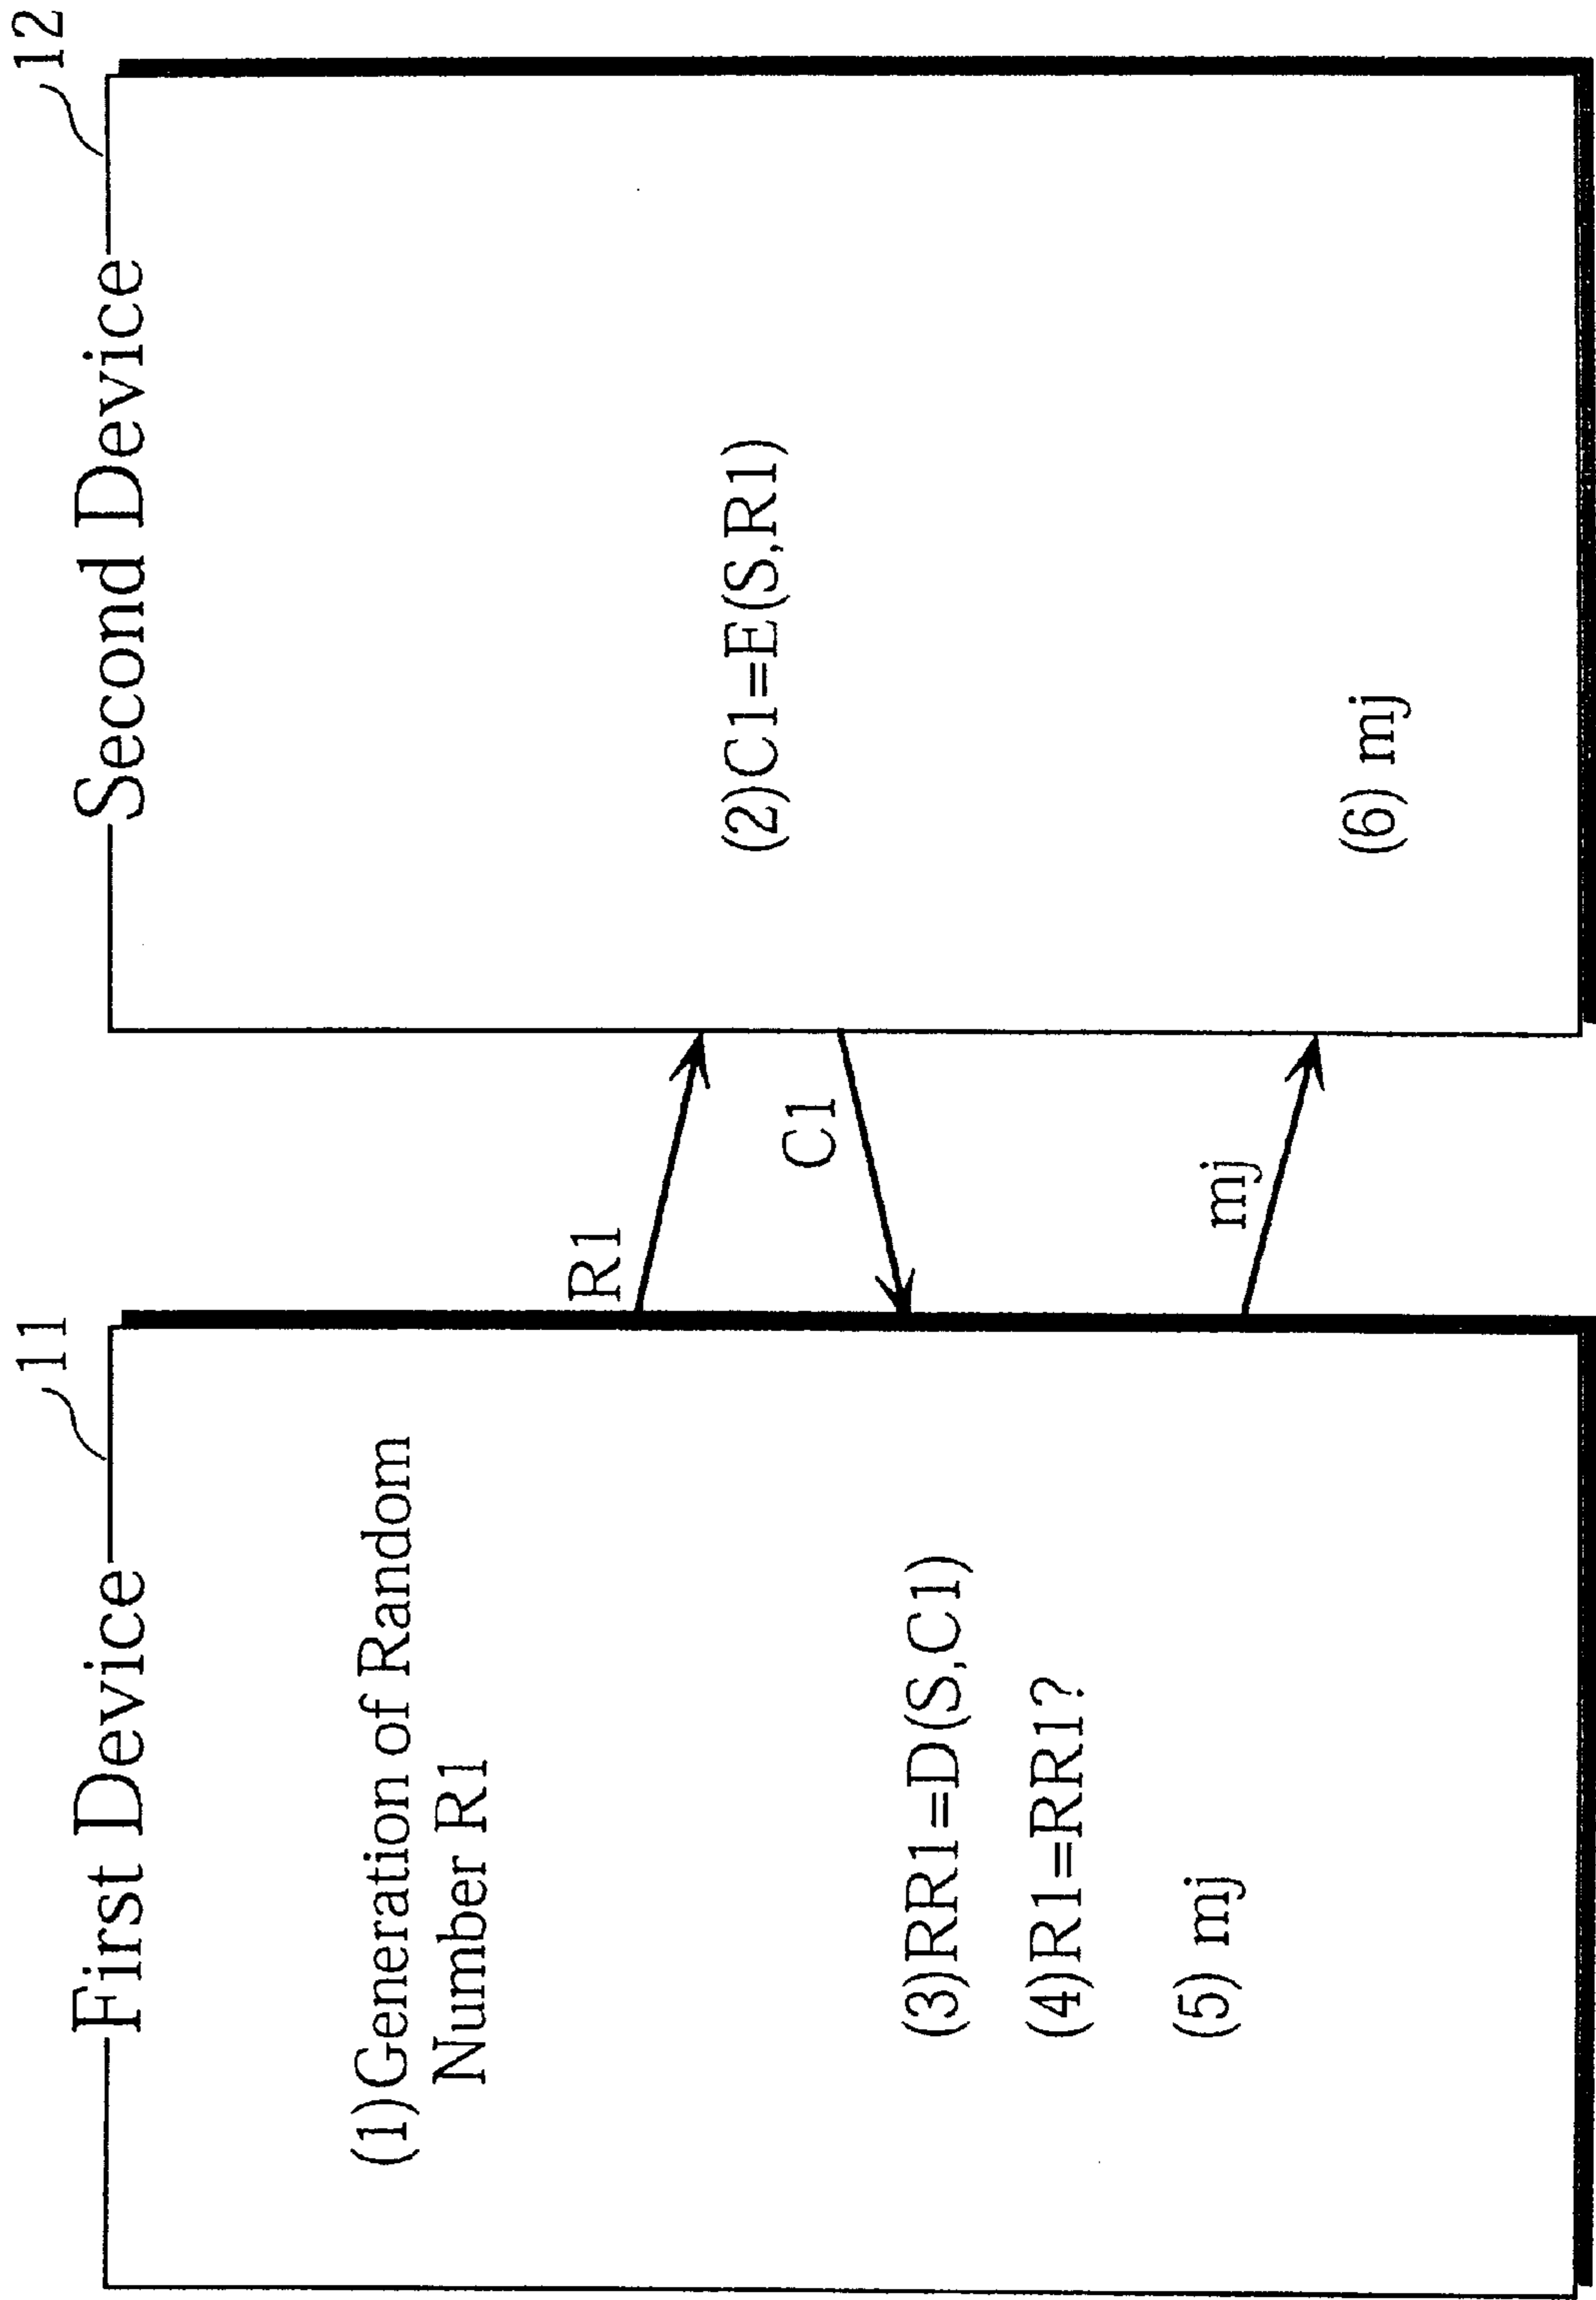 First Device
11
(1)Generation of Random
Number R1
(3)RR1=D(S,C1)
(4)R1=RR1?
(5) mj
R1
C1
mj
Second Device
12
(2)C1=E(S,R1)
(6) mj